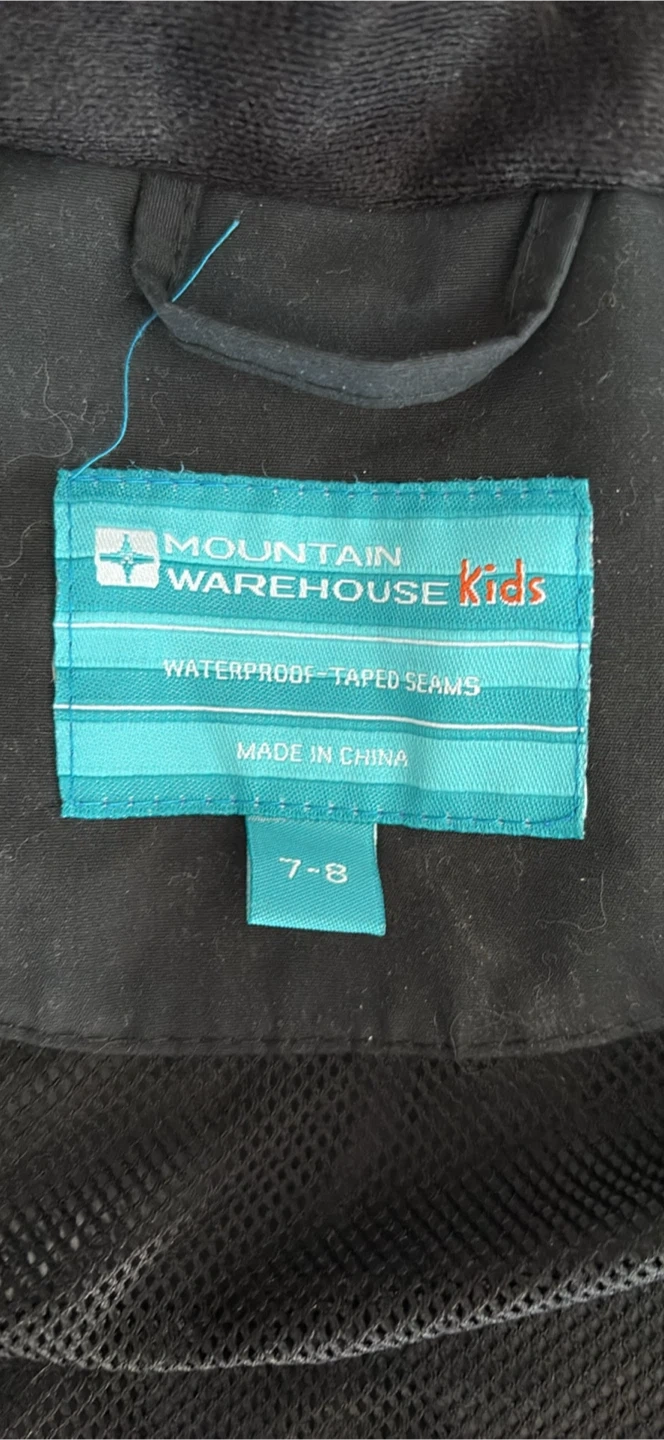 MOUNTAIN
WAREHOUSE Kids
WATERPROOF-TAPED SEAMS
MADE IN CHINA
7-8